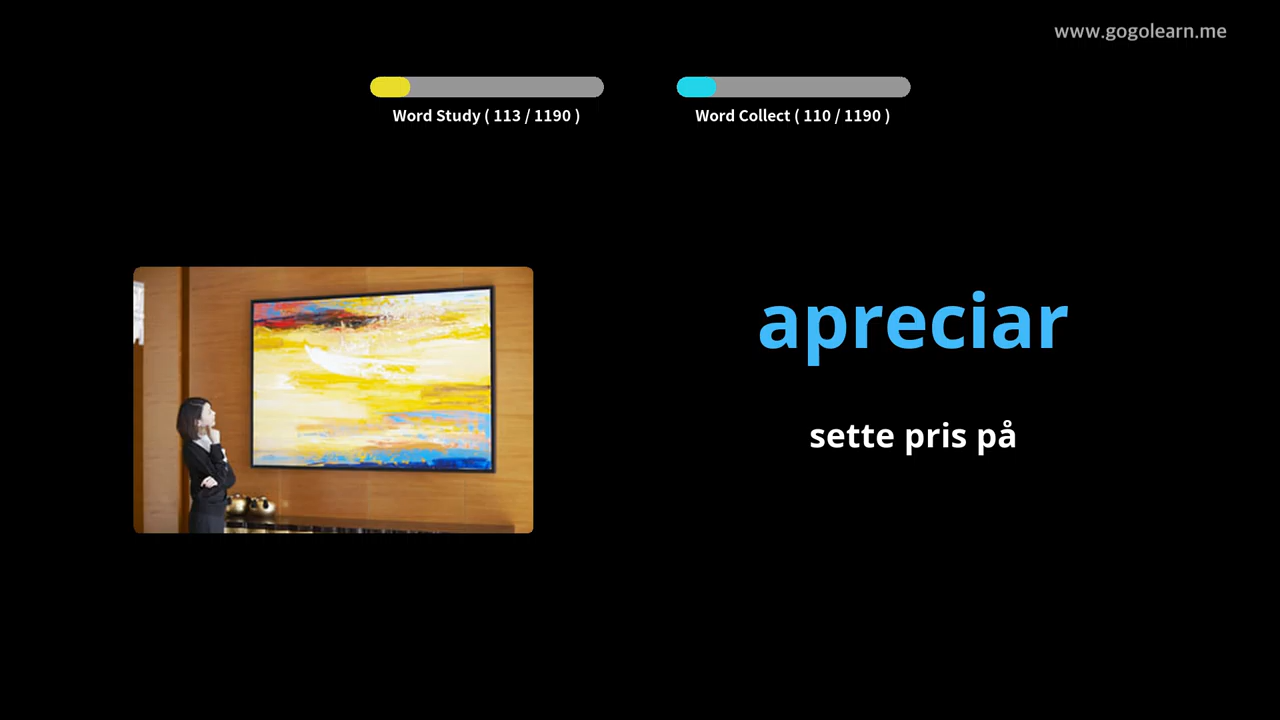 www.gogolearn.me
Word Study ( 113 / 1190 )
Word Collect ( 110 / 1190 )
apreciar
sette pris på